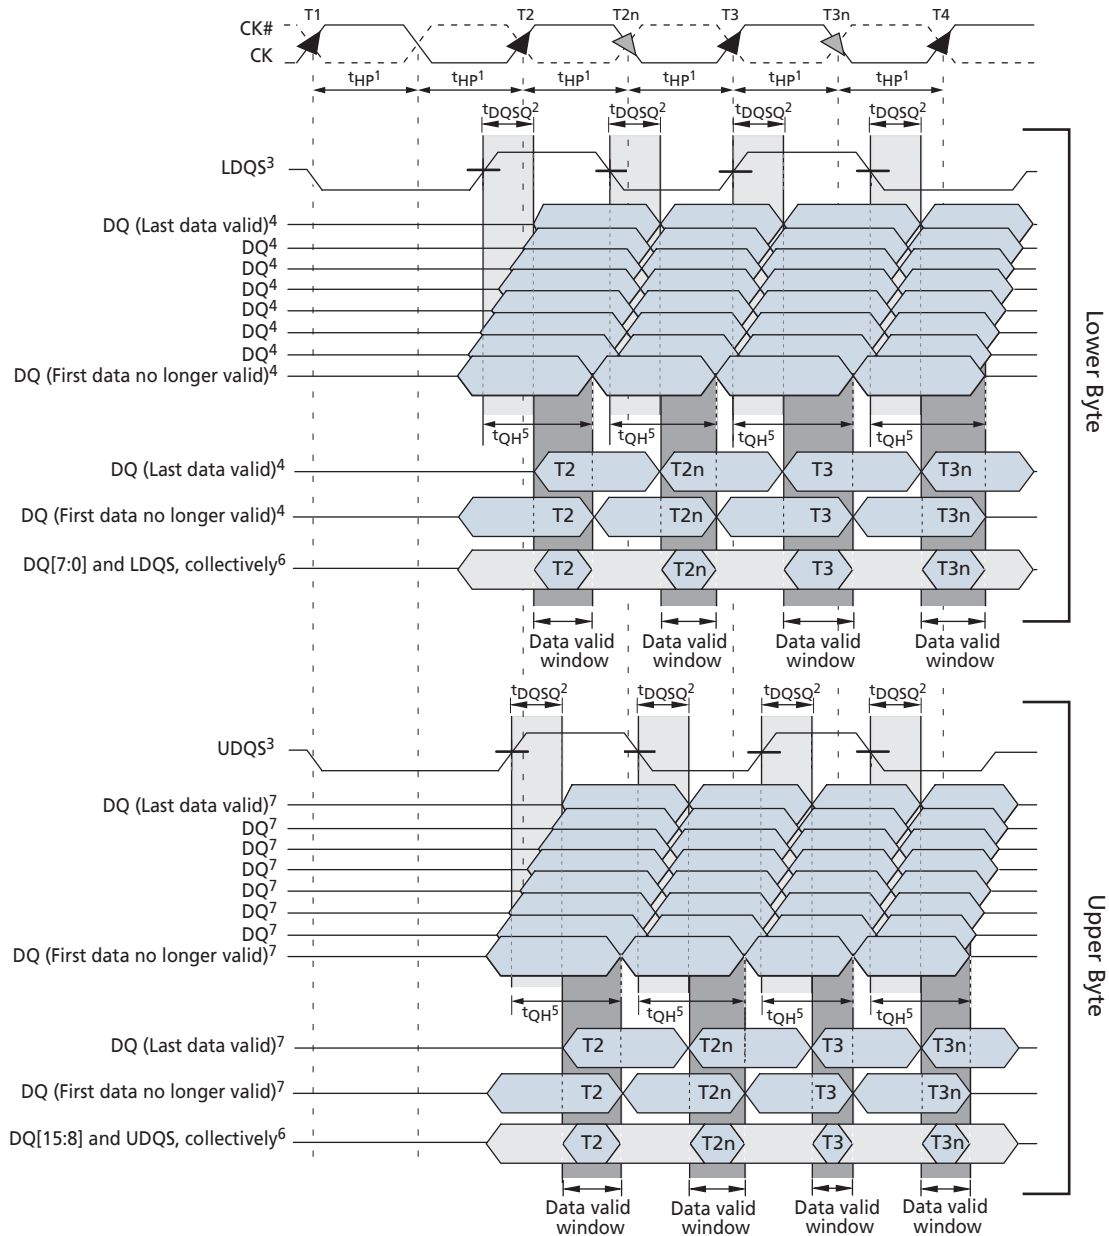 T1 T2 T2n T3 T3n T4
CK#
CK
tHP1 tHP1 tHP1 tHP1 tHP1 tHP1
tDQSQ2 tDQSQ2 tDQSQ2 tDQSQ2
LDQS3
DQ (Last data valid)4
DQ4
DQ4
DQ4
DQ4
DQ4
DQ4
DQ (First data no longer valid)4
Lower Byte
tQH5 tQH5 tQH5 tQH5
DQ (Last data valid)4 T2 T2n T3 T3n
DQ (First data no longer valid)4 T2 T2n T3 T3n
DQ[7:0] and LDQS, collectively6 T2 T2n T3 T3n
Data valid window Data valid window Data valid window Data valid window
tDQSQ2 tDQSQ2 tDQSQ2 tDQSQ2
UDQS3
DQ (Last data valid)7
DQ7
DQ7
DQ7
DQ7
DQ7
DQ7
DQ (First data no longer valid)7
Upper Byte
tQH5 tQH5 tQH5 tQH5
DQ (Last data valid)7 T2 T2n T3 T3n
DQ (First data no longer valid)7 T2 T2n T3 T3n
DQ[15:8] and UDQS, collectively6 T2 T2n T3 T3n
Data valid window Data valid window Data valid window Data valid window